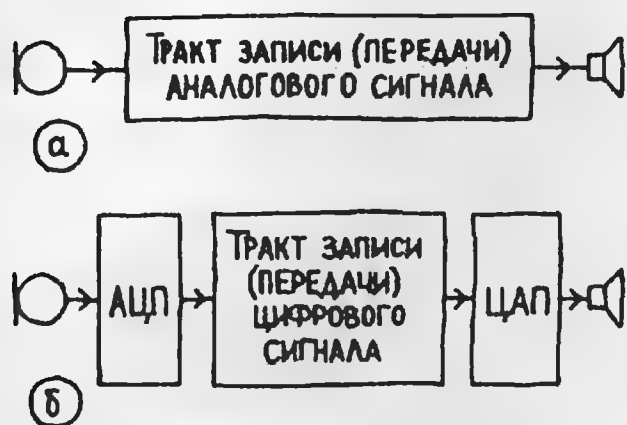 ТРАКТ ЗАПИСИ (ПЕРЕДАЧИ)
АНАЛОГОВОГО СИГНАЛА
а
АЦП
ТРАКТ ЗАПИСИ
(ПЕРЕДАЧИ)
ЦИФРОВОГО
СИГНАЛА
ЦАП
б